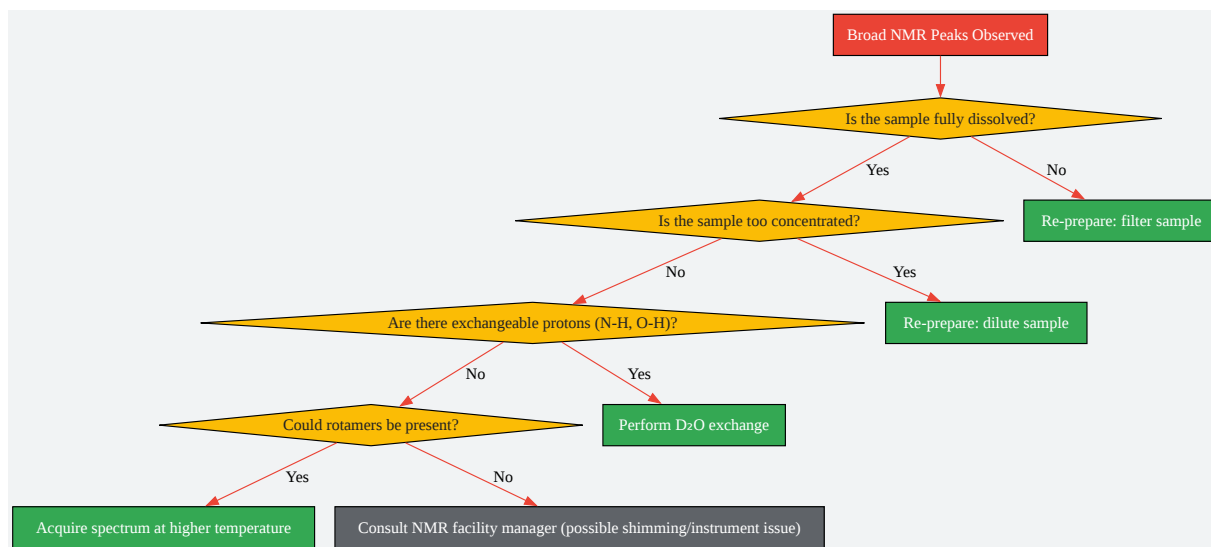 Broad NMR Peaks Observed
Is the sample fully dissolved?
Yes
No
Is the sample too concentrated?
Re-prepare: filter sample
No
Yes
Are there exchangeable protons (N-H, O-H)?
Re-prepare: dilute sample
No
Yes
Could rotamers be present?
Perform D₂O exchange
Yes
No
Acquire spectrum at higher temperature
Consult NMR facility manager (possible shimming/instrument issue)